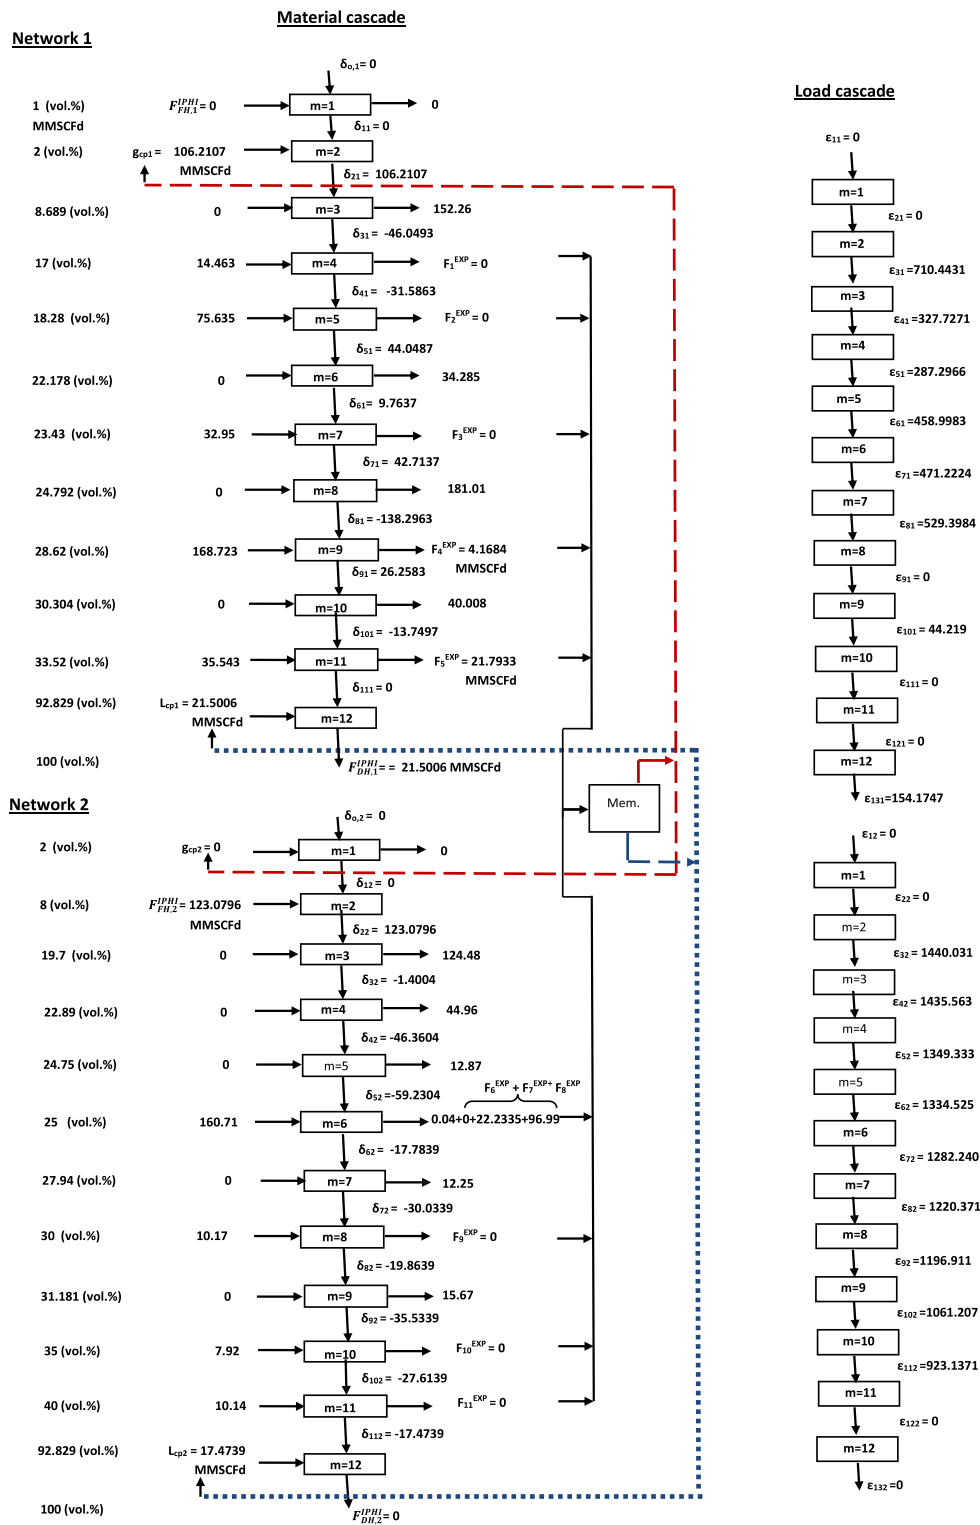 Material cascade
Network 1
δo,1= 0
1 (vol.%)
MMSCFd
F_FH,1^IPHI = 0
m=1
0
δ11= 0
2 (vol.%)
gcp1 = 106.2107
MMSCFd
m=2
δ21 = 106.2107
8.689 (vol.%)
0
m=3
152.26
δ31 = -46.0493
17 (vol.%)
14.463
m=4
F1^EXP = 0
δ41 = -31.5863
18.28 (vol.%)
75.635
m=5
F2^EXP = 0
δ51 = 44.0487
22.178 (vol.%)
0
m=6
34.285
δ61= 9.7637
23.43 (vol.%)
32.95
m=7
F3^EXP = 0
δ71 = 42.7137
24.792 (vol.%)
0
m=8
181.01
δ81 = -138.2963
28.62 (vol.%)
168.723
m=9
F4^EXP = 4.1684
MMSCFd
δ91 = 26.2583
30.304 (vol.%)
0
m=10
40.008
δ101 = -13.7497
33.52 (vol.%)
35.543
m=11
F5^EXP = 21.7933
MMSCFd
δ111 = 0
92.829 (vol.%)
Lcp1 = 21.5006
MMSCFd
m=12
100 (vol.%)
F_DH,1^IPHI = = 21.5006 MMSCFd
Mem.
Network 2
δo,2 = 0
2 (vol.%)
gcp2 = 0
m=1
0
δ12 = 0
8 (vol.%)
F_FH,2^IPHI = 123.0796
MMSCFd
m=2
δ22 = 123.0796
19.7 (vol.%)
0
m=3
124.48
δ32 = -1.4004
22.89 (vol.%)
0
m=4
44.96
δ42 = -46.3604
24.75 (vol.%)
0
m=5
12.87
δ52 = -59.2304
F6^EXP + F7^EXP+ F8^EXP
25 (vol.%)
160.71
m=6
0.04+0+22.2335+96.99
δ62 = -17.7839
27.94 (vol.%)
0
m=7
12.25
δ72 = -30.0339
30 (vol.%)
10.17
m=8
F9^EXP = 0
δ82 = -19.8639
31.181 (vol.%)
0
m=9
15.67
δ92 = -35.5339
35 (vol.%)
7.92
m=10
F10^EXP = 0
δ102 = -27.6139
40 (vol.%)
10.14
m=11
F11^EXP = 0
δ112 = -17.4739
92.829 (vol.%)
Lcp2 = 17.4739
MMSCFd
m=12
100 (vol.%)
F_DH,2^IPHI = 0
Load cascade
ε11 = 0
m=1
ε21 = 0
m=2
ε31 =710.4431
m=3
ε41 =327.7271
m=4
ε51 =287.2966
m=5
ε61 =458.9983
m=6
ε71 =471.2224
m=7
ε81 =529.3984
m=8
ε91 =0
m=9
ε101 = 44.219
m=10
ε111 = 0
m=11
ε121 = 0
m=12
ε131 =154.1747
ε12 = 0
m=1
ε22 = 0
m=2
ε32 = 1440.031
m=3
ε42 = 1435.563
m=4
ε52 = 1349.333
m=5
ε62 = 1334.525
m=6
ε72 = 1282.240
m=7
ε82 = 1220.371
m=8
ε92 = 1196.911
m=9
ε102 =1061.207
m=10
ε112 = 923.1371
m=11
ε122 = 0
m=12
ε132 =0